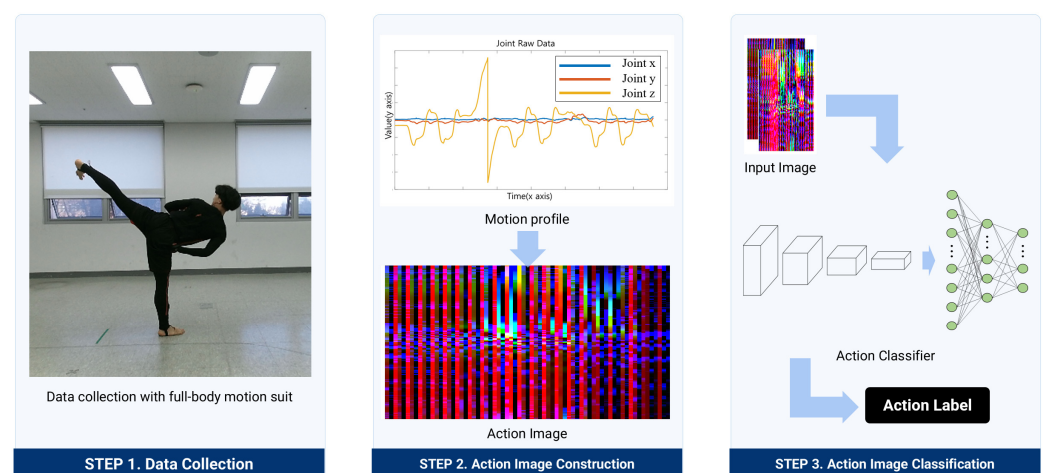 Data collection with full-body motion suit
STEP 1. Data Collection
Joint Raw Data
Joint x
Joint y
Joint z
Value(y axis)
Time(x axis)
Motion profile
Action Image
STEP 2. Action Image Construction
Input Image
Action Classifier
Action Label
STEP 3. Action Image Classification